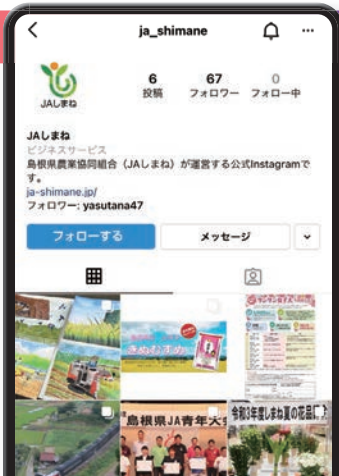 ja_shimane
JAしまね
6
投稿
67
フォロワー
0
フォロー中
JAしまね
ビジネスサービス
島根県農業協同組合（JAしまね）が運営する公式Instagramで
す。
ja-shimane.jp/
フォロワー: yasutana47
フォローする
メッセージ
きぬむすめ
島根県JA青年大
令和3年度しまね夏の花品